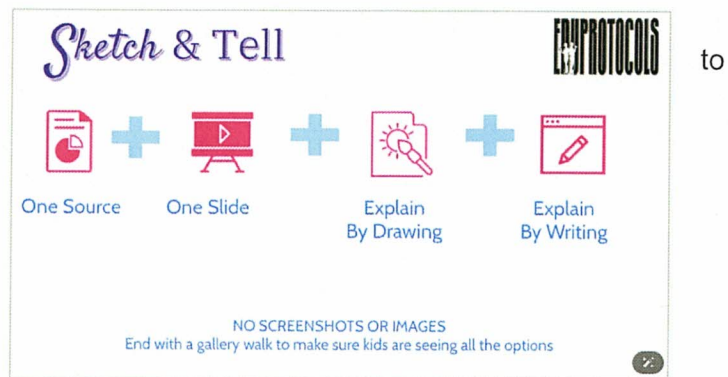 Sketch & Tell
EDUPROTOCOLS
to
One Source
One Slide
Explain
By Drawing
Explain
By Writing
NO SCREENSHOTS OR IMAGES
End with a gallery walk to make sure kids are seeing all the options